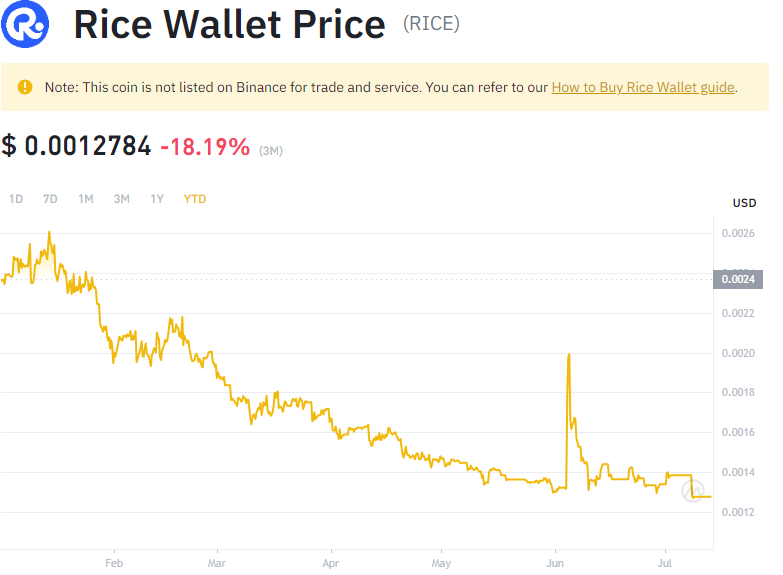 Rice Wallet Price (RICE)
Note: This coin is not listed on Binance for trade and service. You can refer to our How to Buy Rice Wallet guide.
$ 0.0012784 -18.19% (3M)
1D 7D 1M 3M 1Y YTD
USD
0.0026
0.0024
0.0022
0.0020
0.0018
0.0016
0.0014
0.0012
Feb Mar Apr May Jun Jul